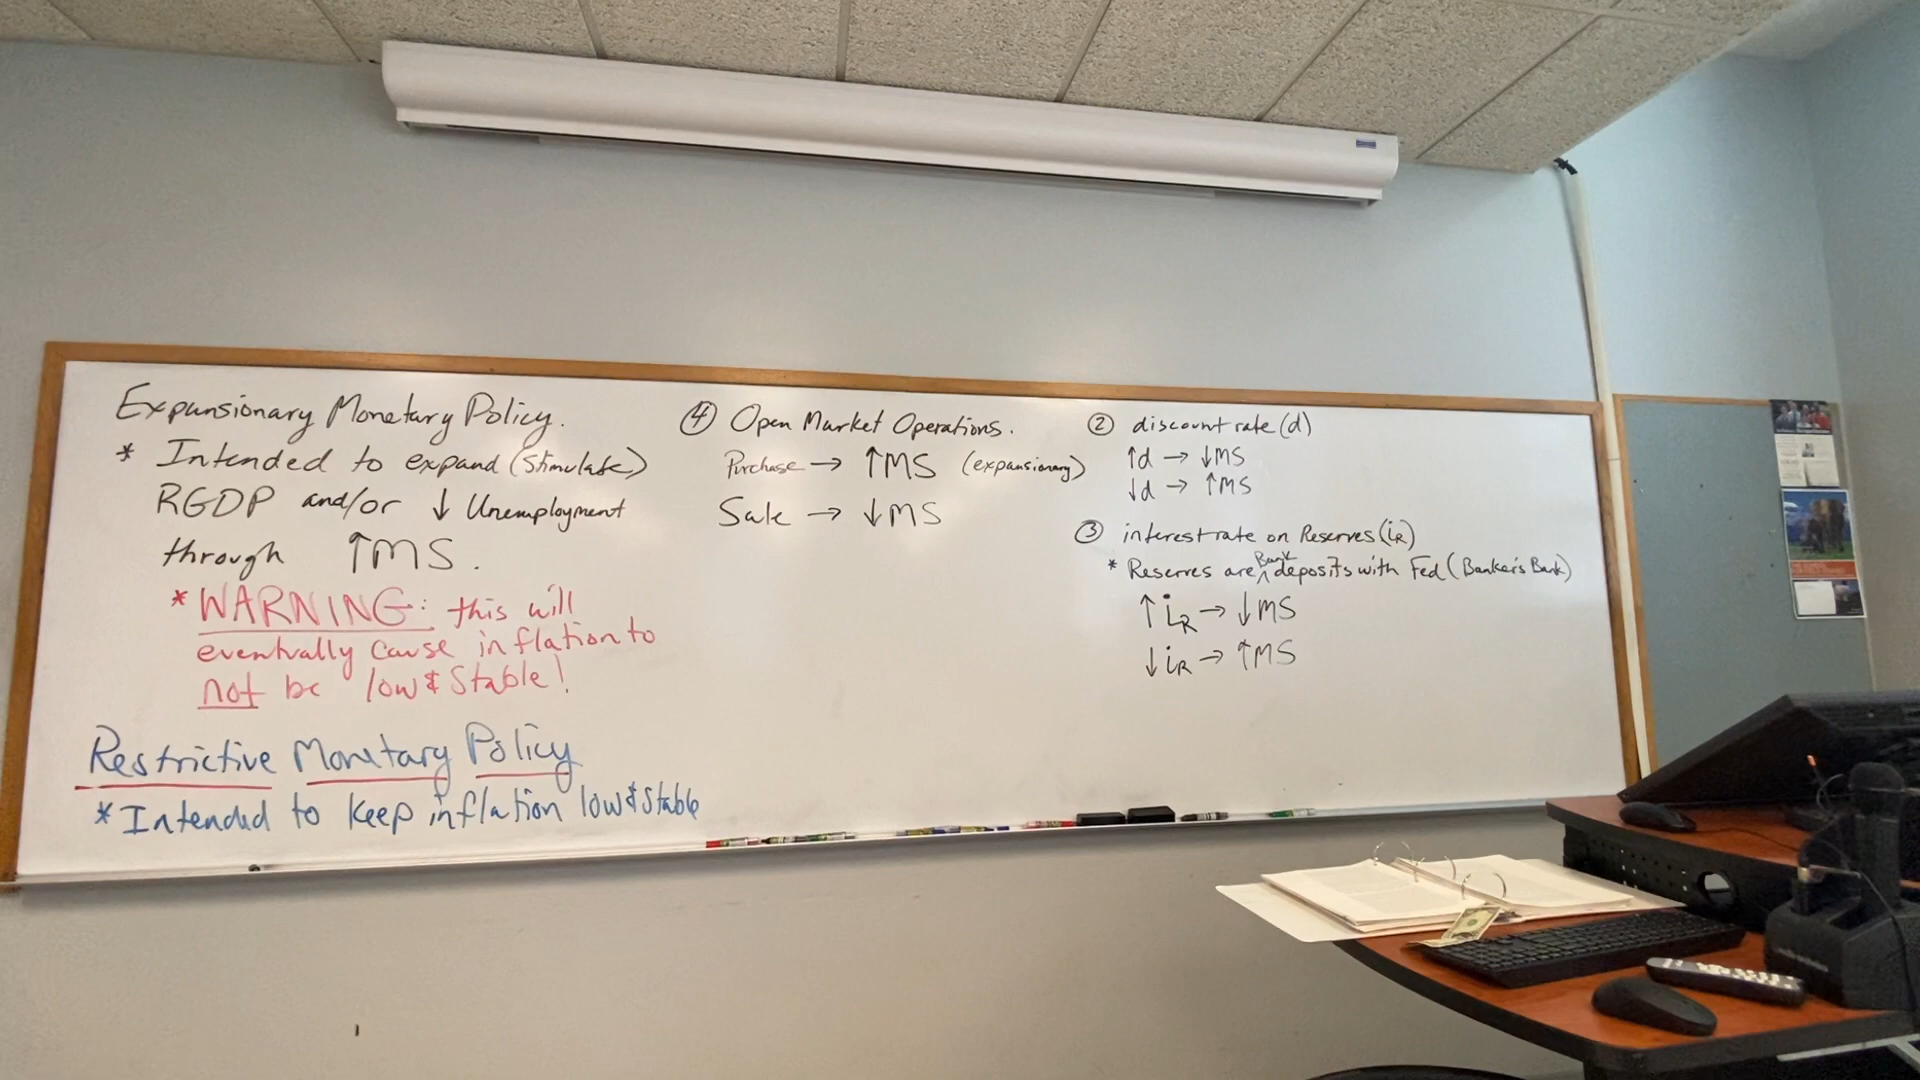 Expansionary Monetary Policy.
* Intended to expand (stimulate)
RGDP and/or ↓ Unemployment
through ↑MS.
* WARNING: this will
eventually cause inflation to
not be low & Stable!
Restrictive Monetary Policy
* Intended to keep inflation low & Stable
④ Open Market Operations.
Purchase → ↑MS (expansionary)
Sale → ↓MS
② discount rate (d)
↑d → ↓MS
↓d → ↑MS
③ interest rate on Reserves (iR)
* Reserves are Bank deposits with Fed (Banker's Bank)
↑ iR → ↓MS
↓ iR → ↑MS